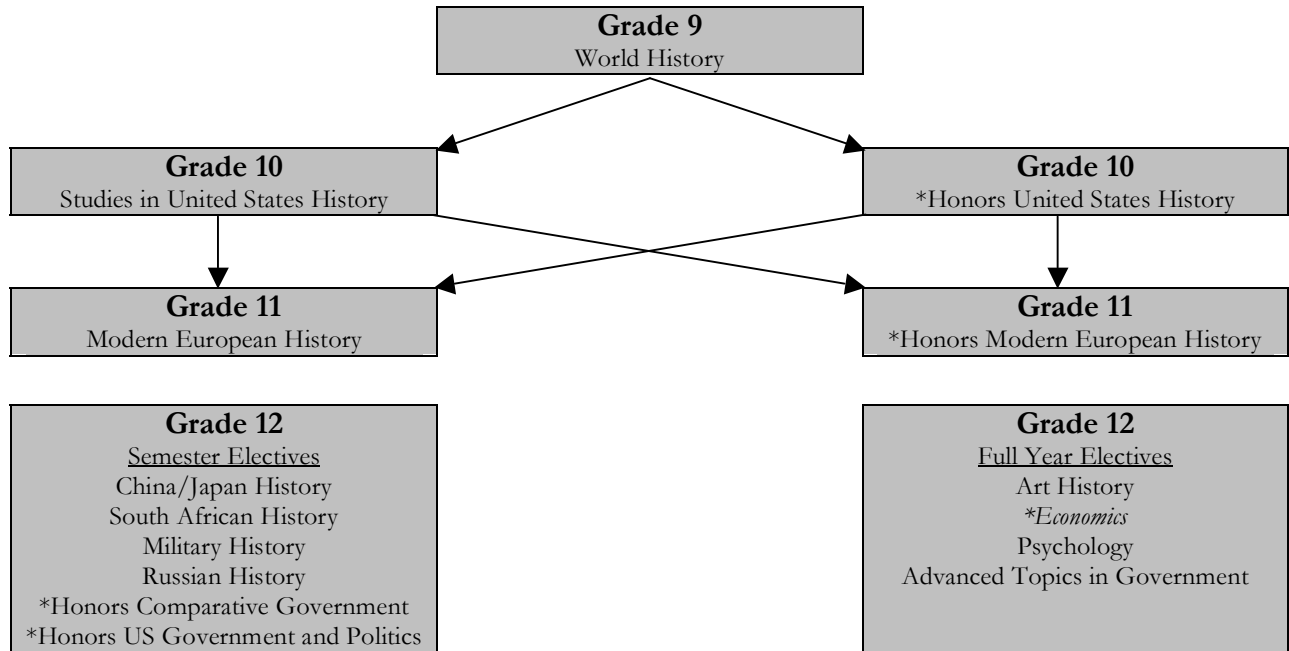 Grade 9
World History
Grade 10
Studies in United States History
Grade 10
*Honors United States History
Grade 11
Modern European History
Grade 11
*Honors Modern European History
Grade 12
Semester Electives
China/Japan History
South African History
Military History
Russian History
*Honors Comparative Government
*Honors US Government and Politics
Grade 12
Full Year Electives
Art History
*Economics
Psychology
Advanced Topics in Government